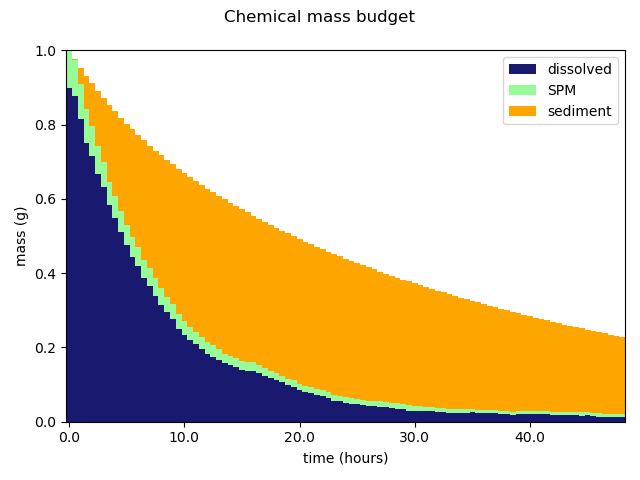 Chemical mass budget
1.0
0.8
0.6
0.4
0.2
0.0
mass (g)
dissolved
SPM
sediment
0.0 10.0 20.0 30.0 40.0
time (hours)